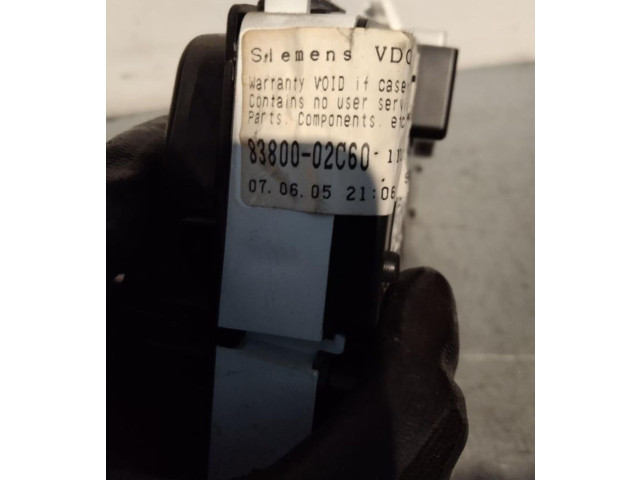 Siemens VDO
Warranty VOID if case
Contains no user servi
Parts. Components. etc
83800-02C60-
07.06.05 21:06